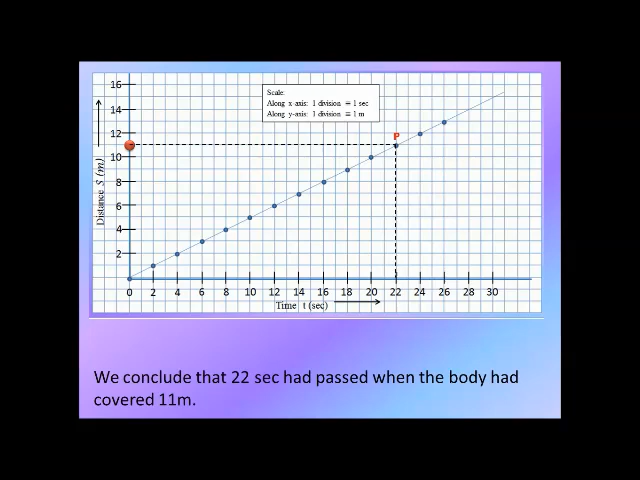 Scale:
Along x-axis: 1 division = 1 sec
Along y-axis: 1 division = 1 m
16
14
12
10
8
6
4
2
P
Distance S (m)
0 2 4 6 8 10 12 14 16 18 20 22 24 26 28 30
Time t (sec)
We conclude that 22 sec had passed when the body had
covered 11m.